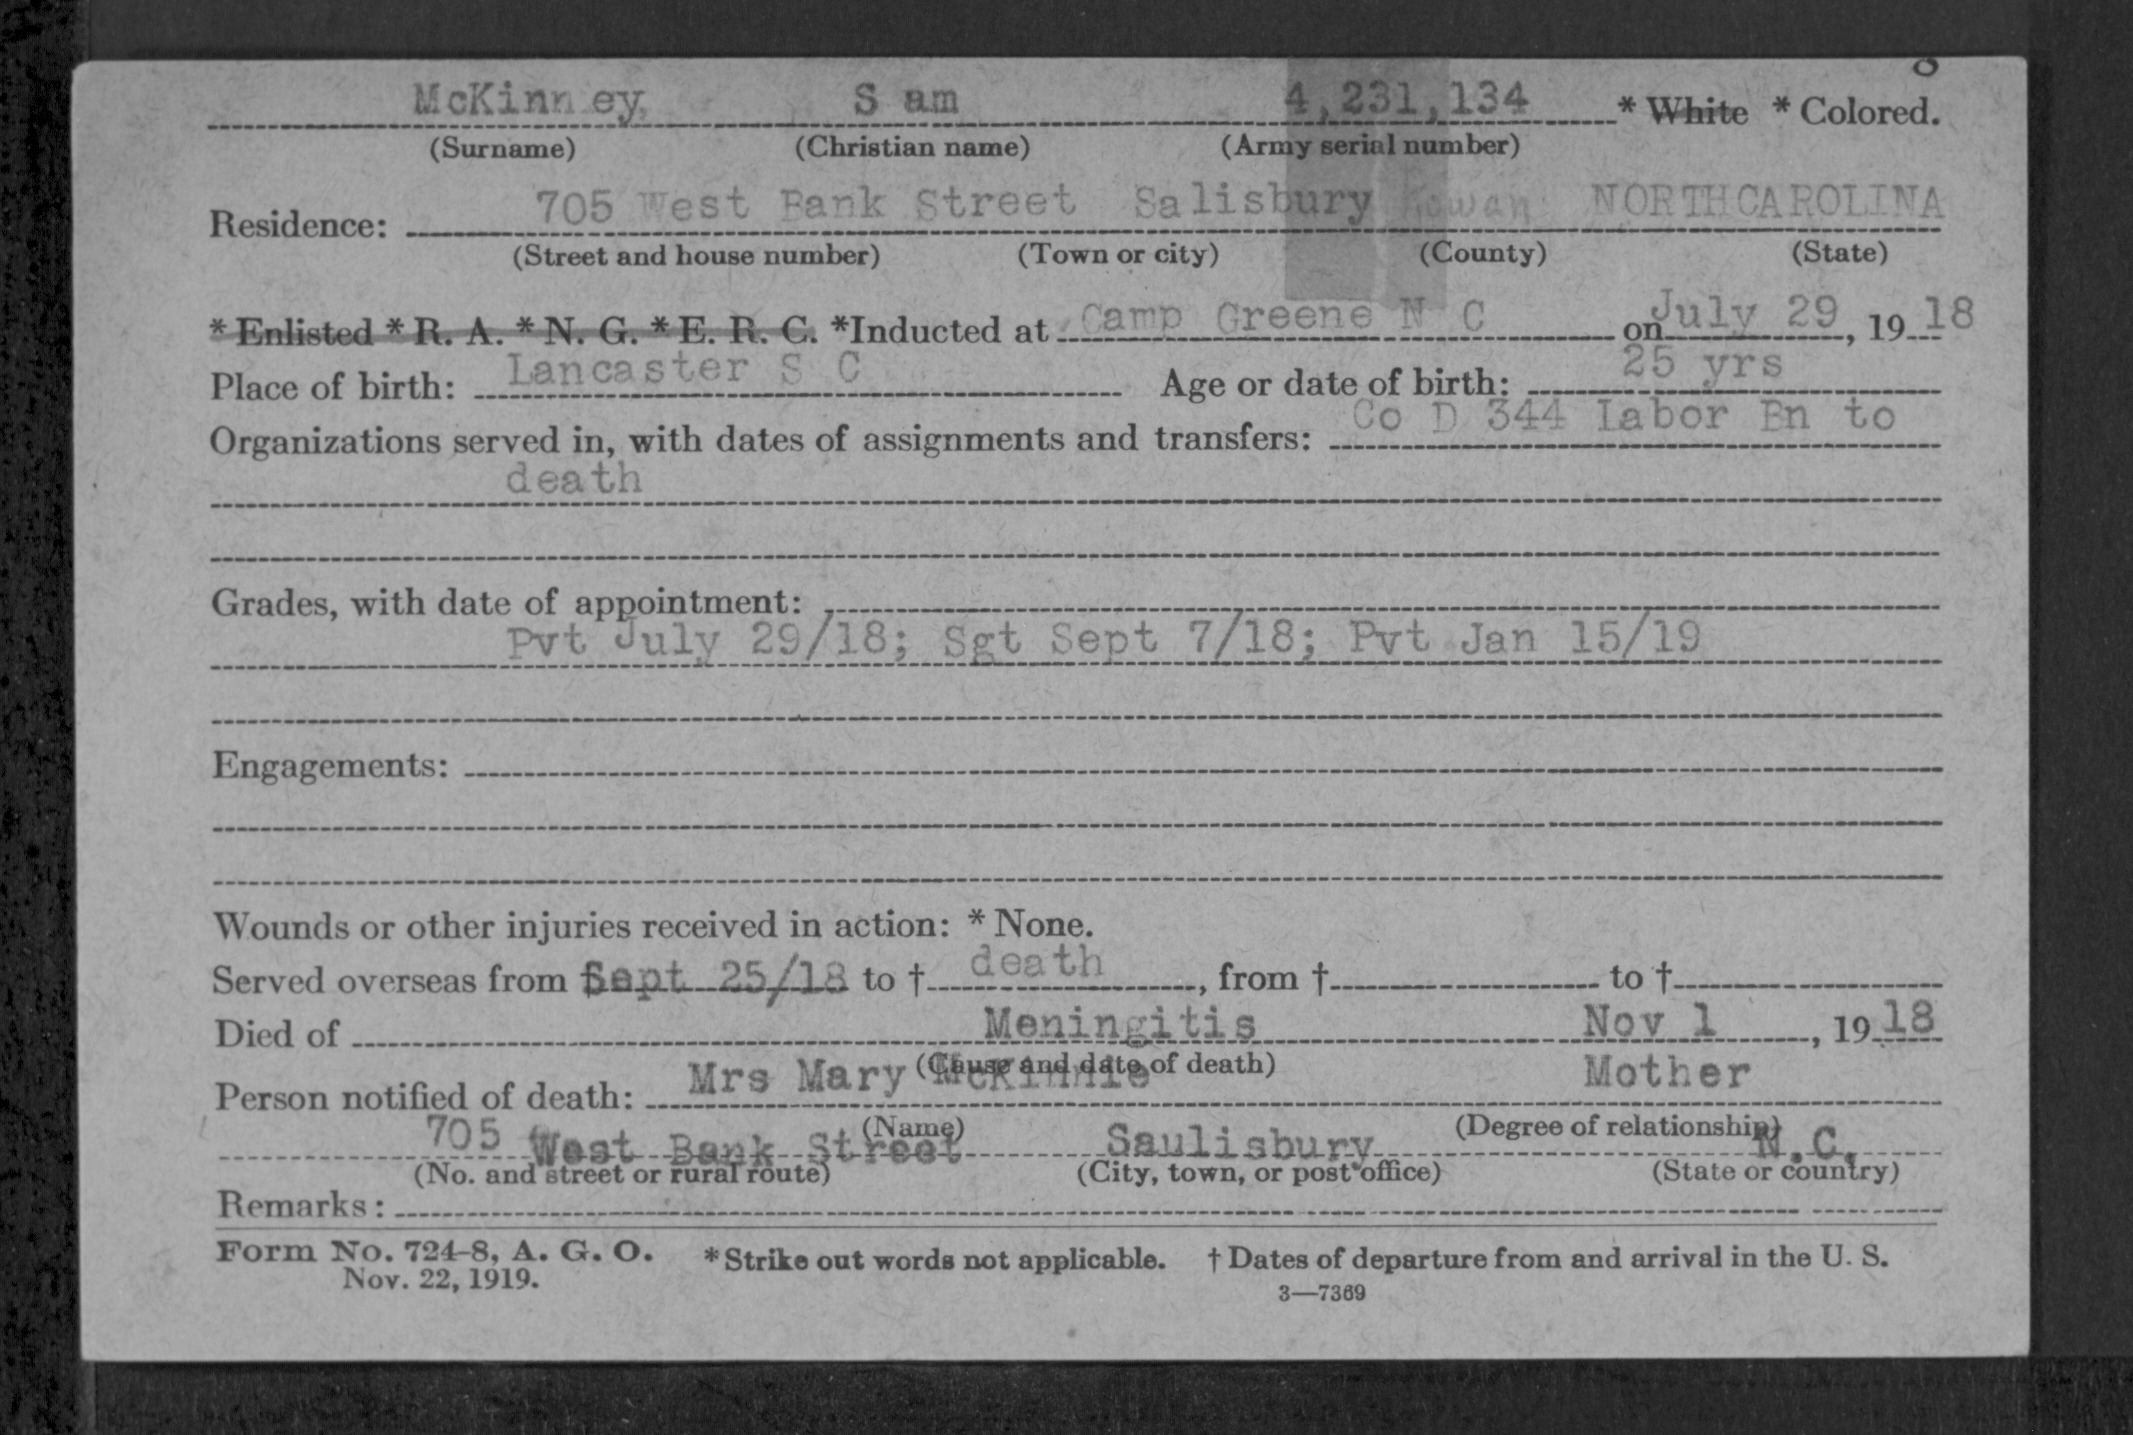 McKinney, Sam 4,231,134 * White * Colored.
(Surname) (Christian name) (Army serial number)
Residence: 705 West Bank Street Salisbury Rowan NORTH CAROLINA
(Street and house number) (Town or city) (County) (State)
* Enlisted * R. A. * N. G. * E. R. C. *Inducted at Camp Greene N C on July 29, 1918
Place of birth: Lancaster S C Age or date of birth: 25 yrs
Organizations served in, with dates of assignments and transfers: Co D 344 Labor Bn to
death
Grades, with date of appointment:
Pvt July 29/18; Sgt Sept 7/18; Pvt Jan 15/19
Engagements:
Wounds or other injuries received in action: * None.
Served overseas from Sept 25/18 to † death, from † to †
Died of Meningitis Nov 1, 1918
(Cause and date of death)
Person notified of death: Mrs Mary McKinnie Mother
(Name) (Degree of relationship)
705 West Bank Street Saulisbury N.C.
(No. and street or rural route) (City, town, or post office) (State or country)
Remarks:
Form No. 724-8, A. G. O. * Strike out words not applicable. † Dates of departure from and arrival in the U. S.
Nov. 22, 1919. 3—7369